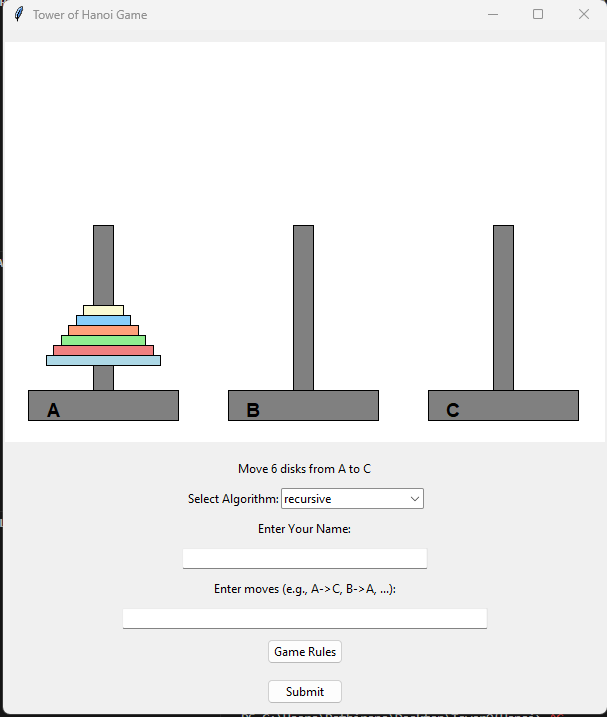 Tower of Hanoi Game
A B C
Move 6 disks from A to C
Select Algorithm: recursive
Enter Your Name:
Enter moves (e.g., A->C, B->A, ...):
Game Rules
Submit